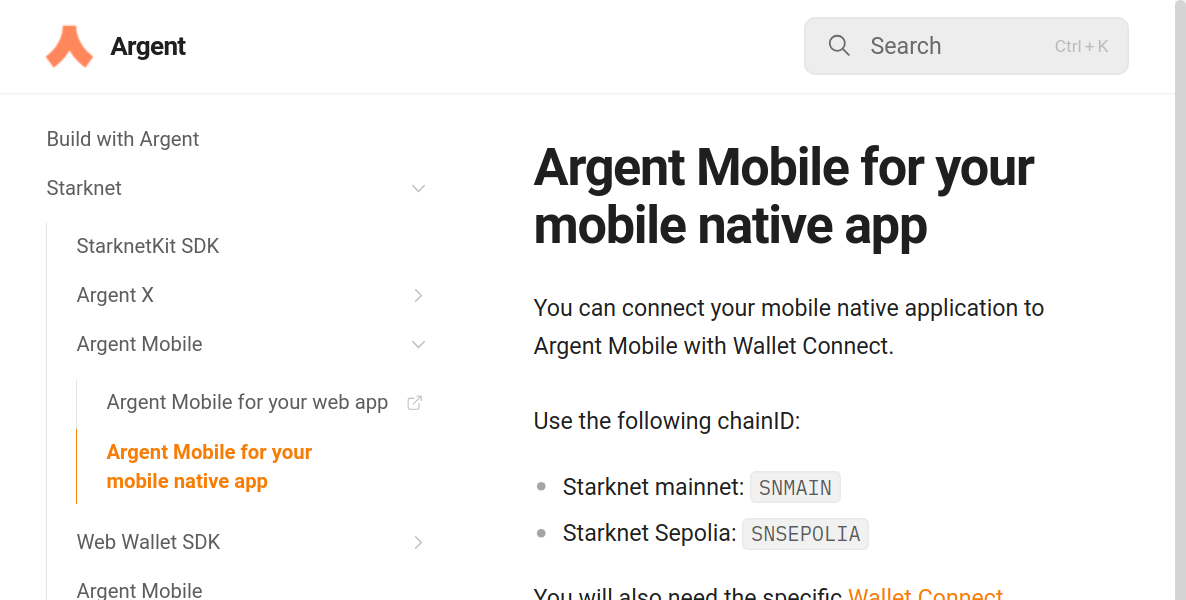 Argent
Search
Ctrl + K
Build with Argent
Starknet
StarknetKit SDK
Argent X
Argent Mobile
Argent Mobile for your web app
Argent Mobile for your
mobile native app
Web Wallet SDK
Argent Mobile
Argent Mobile for your
mobile native app
You can connect your mobile native application to
Argent Mobile with Wallet Connect.
Use the following chainID:
Starknet mainnet: SNMAIN
Starknet Sepolia: SNSEPOLIA
You will also need the specific Wallet Connect